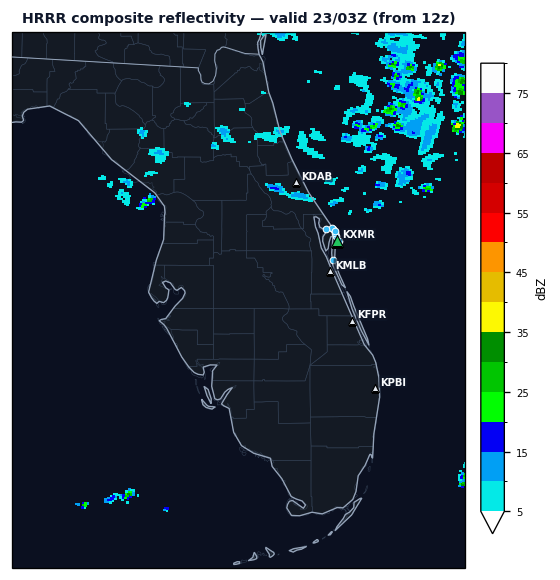 HRRR composite reflectivity — valid 23/03Z (from 12z)
KDAB
KXMR
KMLB
KFPR
KPBI
75
65
55
45
35
25
15
5
dBZ